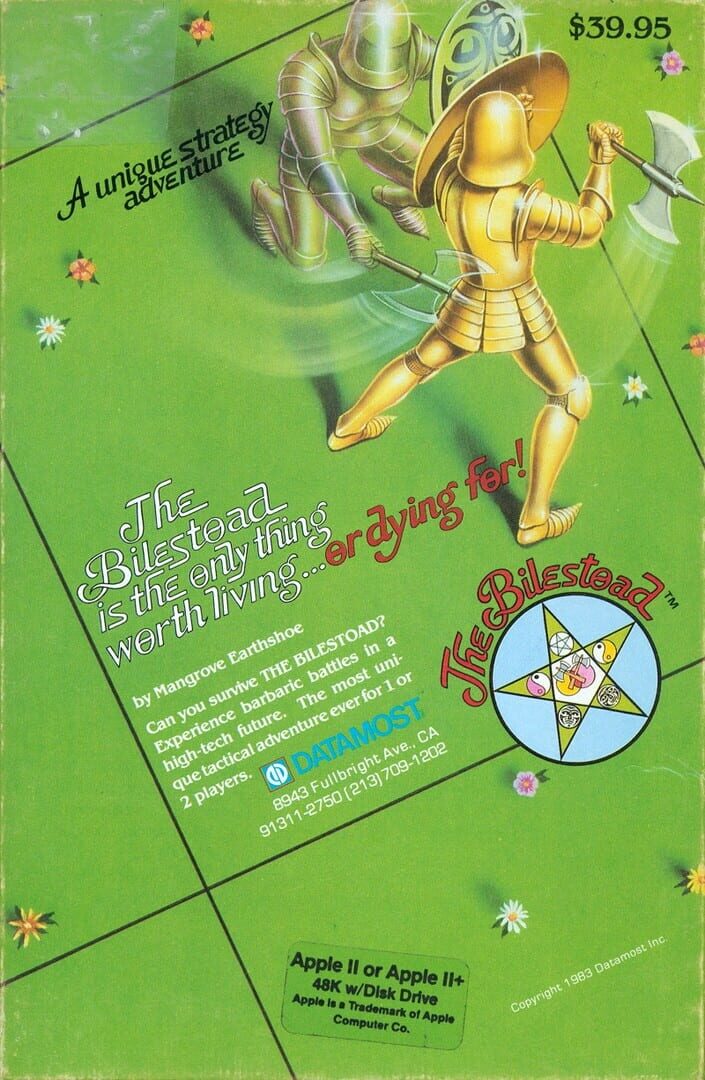 $39.95
A unique strategy
adventure
The
Bilestoad
is the only thing
worth living...or dying for!
by Mangrove Earthshoe
Can you survive THE BILESTOAD?
Experience barbaric battles in a
high-tech future. The most uni-
que tactical adventure ever for 1 or
2 players.
DATAMOST
8943 Fullbright Ave., CA
91311-2750 (213) 709-1202
The Bilestoad™
Apple II or Apple II+
48K w/Disk Drive
Apple is a Trademark of Apple
Computer Co.
Copyright 1983 Datamost Inc.